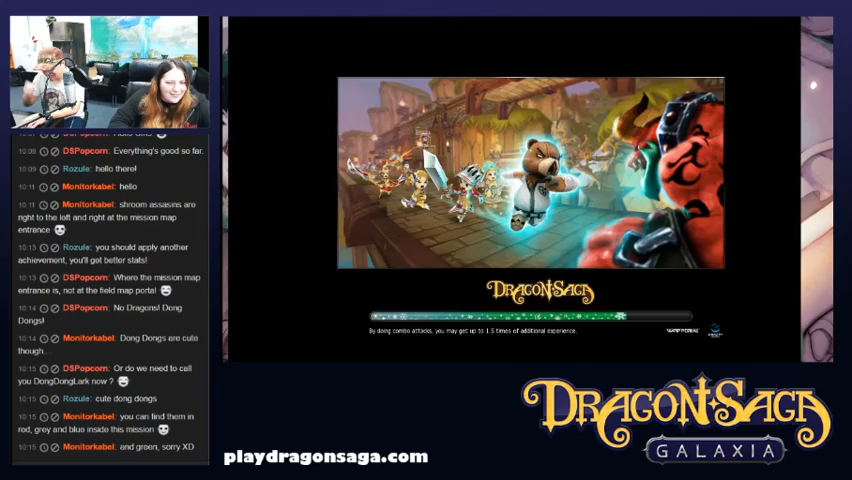 10:08 DSPopcorn: Everything's good so far.
10:09 Rozule: hello there!
10:11 Monitorkabel: hello
10:11 Monitorkabel: shroom assasins are
right to the left and right at the mission map
entrance
10:13 Rozule: you should apply another
achievement, you'll get better stats!
10:13 DSPopcorn: Where the mission map
entrance is, not at the field map portal
10:14 DSPopcorn: No Dragons! Dong
Dongs!
10:14 Monitorkabel: Dong Dongs are cute
though...
10:15 DSPopcorn: Or do we need to call
you DongDongLark now ?
10:15 Rozule: cute dong dongs
10:15 Monitorkabel: you can find them in
red, grey and blue inside this mission
10:15 Monitorkabel: and green, sorry XD
DRAGON SAGA
By doing combo attacks, you may get up to 1.5 times of additional experience.
WARP PORTAL
DRAGON SAGA
GALAXIA
playdragonsaga.com